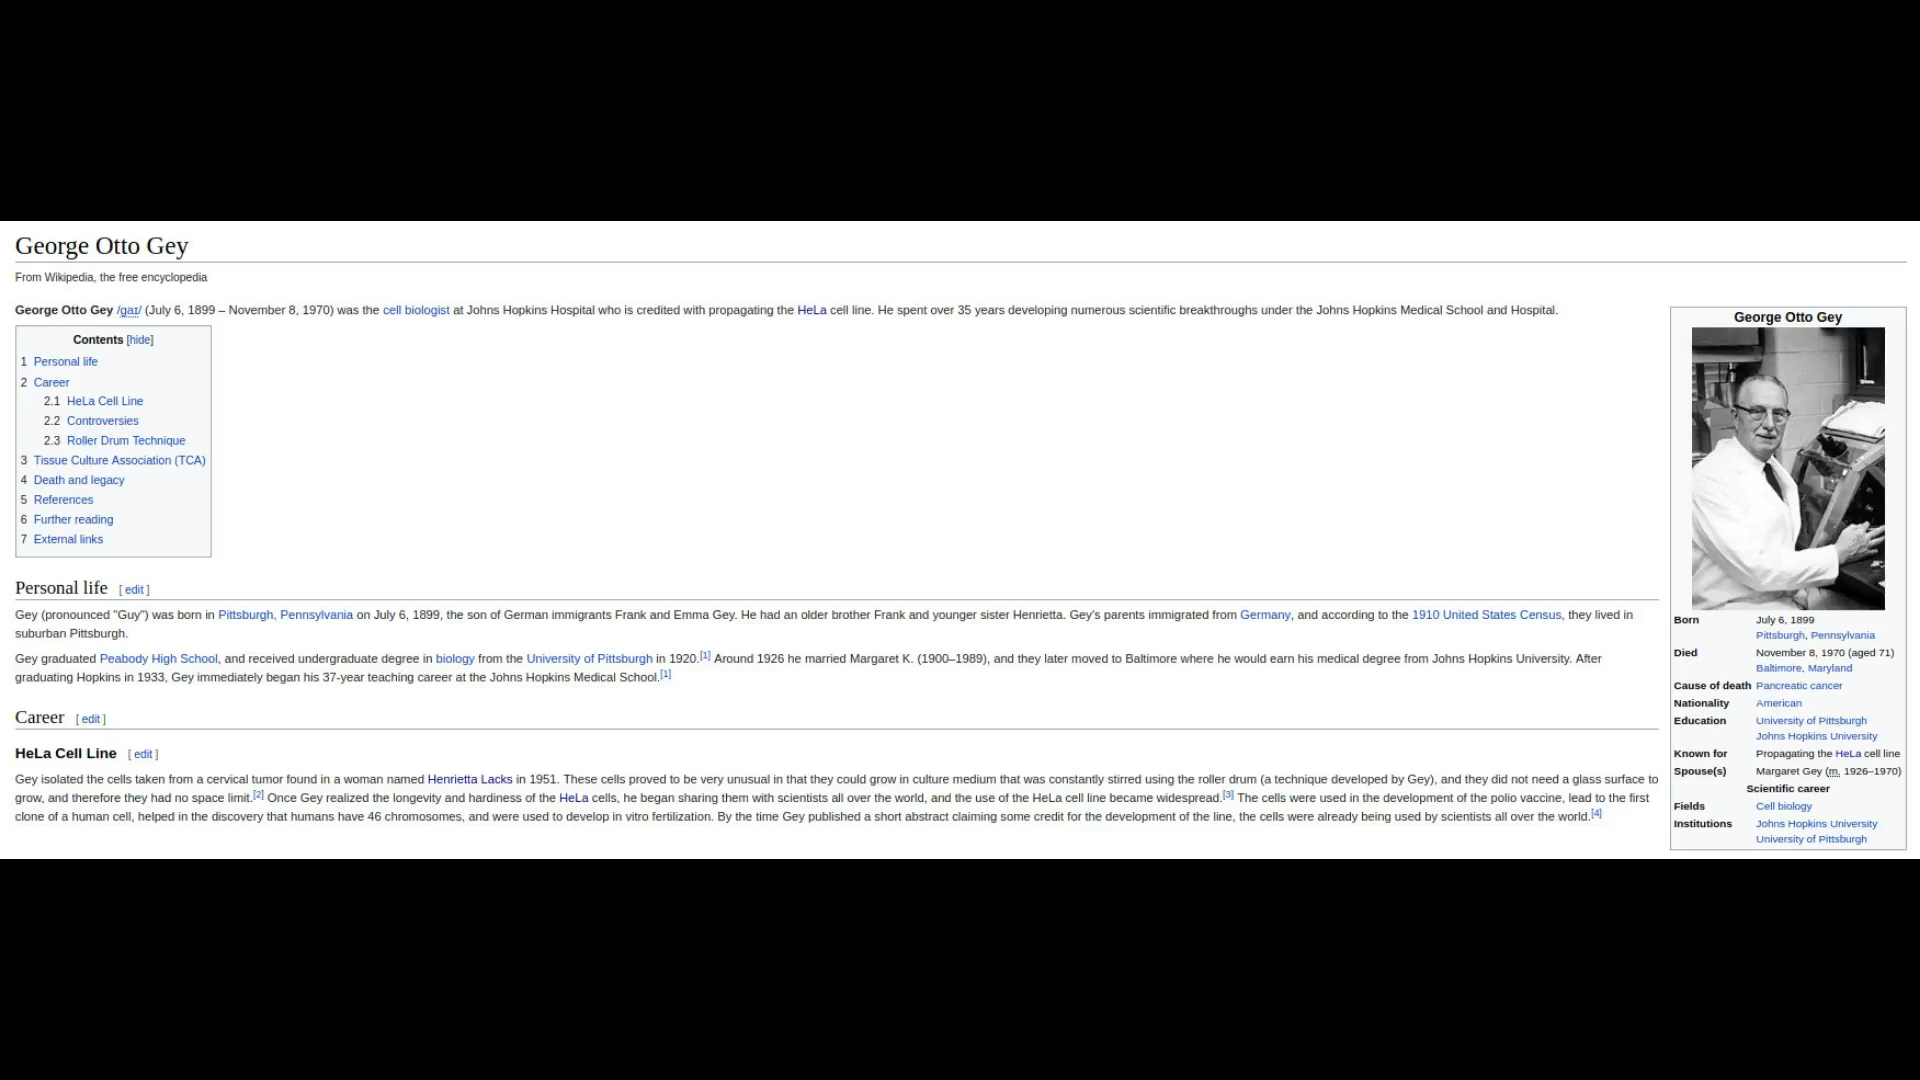 George Otto Gey
From Wikipedia, the free encyclopedia
George Otto Gey /ɡaɪ/ (July 6, 1899 – November 8, 1970) was the cell biologist at Johns Hopkins Hospital who is credited with propagating the HeLa cell line. He spent over 35 years developing numerous scientific breakthroughs under the Johns Hopkins Medical School and Hospital.
Contents [hide]
1 Personal life
2 Career
2.1 HeLa Cell Line
2.2 Controversies
2.3 Roller Drum Technique
3 Tissue Culture Association (TCA)
4 Death and legacy
5 References
6 Further reading
7 External links
Personal life [ edit ]
Gey (pronounced "Guy") was born in Pittsburgh, Pennsylvania on July 6, 1899, the son of German immigrants Frank and Emma Gey. He had an older brother Frank and younger sister Henrietta. Gey's parents immigrated from Germany, and according to the 1910 United States Census, they lived in
suburban Pittsburgh.
Gey graduated Peabody High School, and received undergraduate degree in biology from the University of Pittsburgh in 1920.[1] Around 1926 he married Margaret K. (1900–1989), and they later moved to Baltimore where he would earn his medical degree from Johns Hopkins University. After
graduating Hopkins in 1933, Gey immediately began his 37-year teaching career at the Johns Hopkins Medical School.[1]
Career [ edit ]
HeLa Cell Line [ edit ]
Gey isolated the cells taken from a cervical tumor found in a woman named Henrietta Lacks in 1951. These cells proved to be very unusual in that they could grow in culture medium that was constantly stirred using the roller drum (a technique developed by Gey), and they did not need a glass surface to
grow, and therefore they had no space limit.[2] Once Gey realized the longevity and hardiness of the HeLa cells, he began sharing them with scientists all over the world, and the use of the HeLa cell line became widespread.[3] The cells were used in the development of the polio vaccine, lead to the first
clone of a human cell, helped in the discovery that humans have 46 chromosomes, and were used to develop in vitro fertilization. By the time Gey published a short abstract claiming some credit for the development of the line, the cells were already being used by scientists all over the world.[4]
George Otto Gey
Born July 6, 1899
Pittsburgh, Pennsylvania
Died November 8, 1970 (aged 71)
Baltimore, Maryland
Cause of death Pancreatic cancer
Nationality American
Education University of Pittsburgh
Johns Hopkins University
Known for Propagating the HeLa cell line
Spouse(s) Margaret Gey (m. 1926–1970)
Scientific career
Fields Cell biology
Institutions Johns Hopkins University
University of Pittsburgh